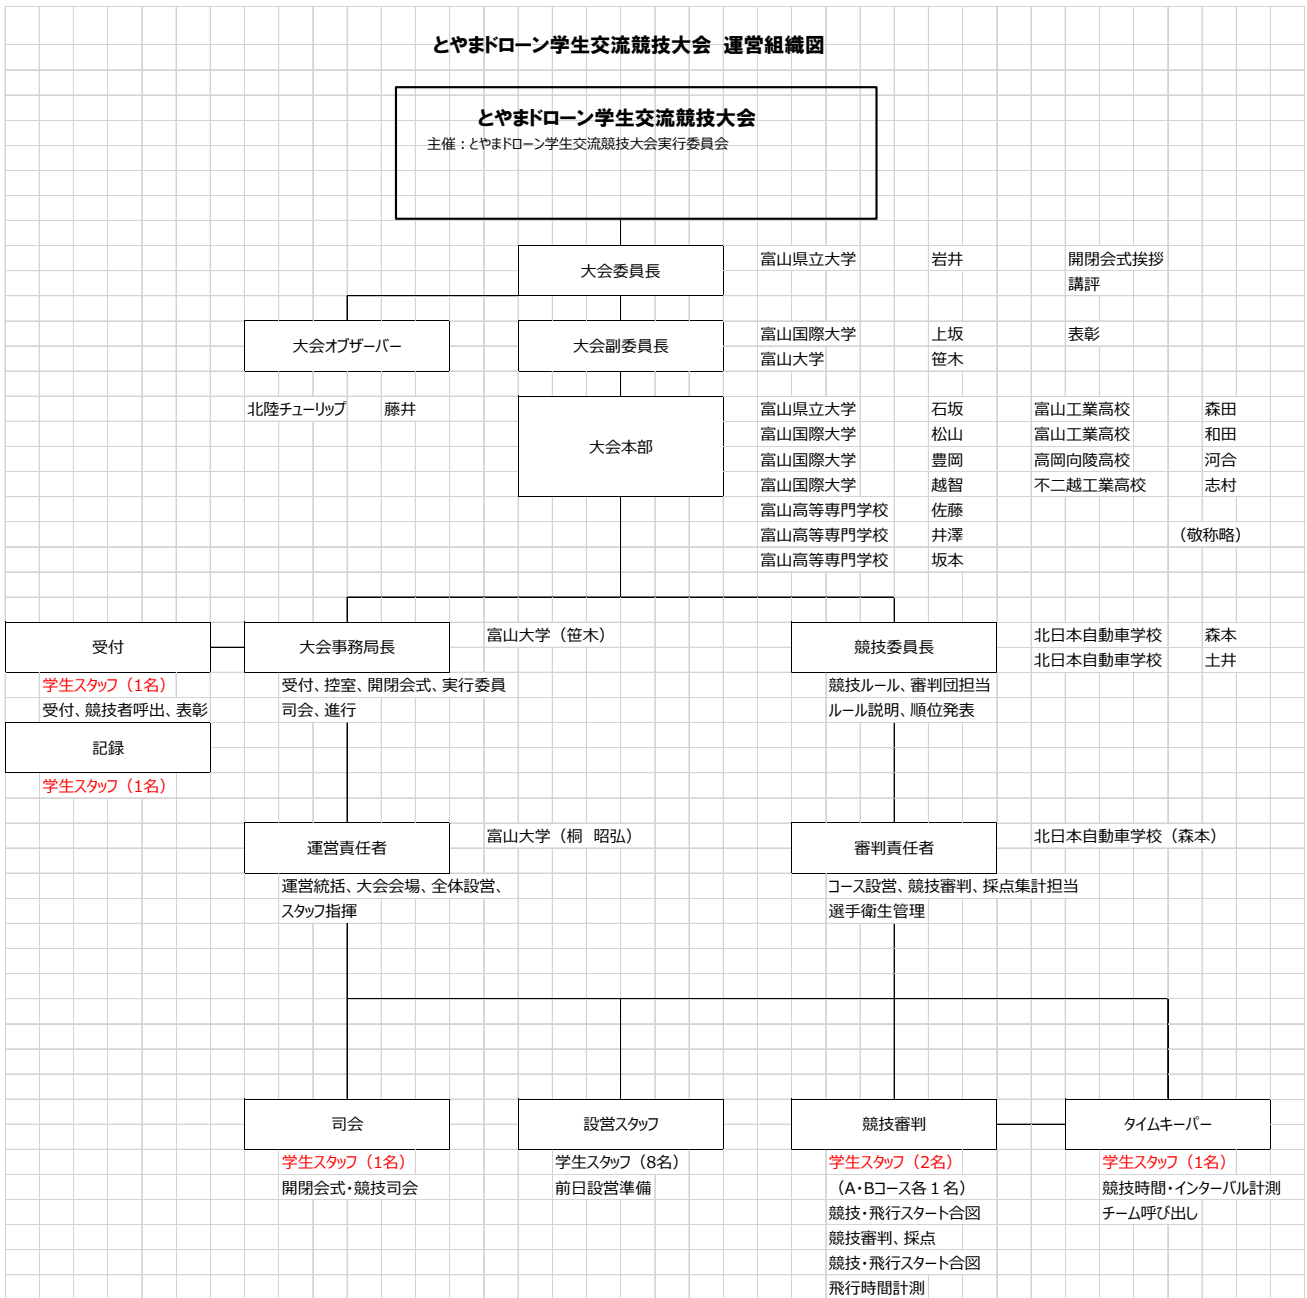 とやまドローン学生交流競技大会 運営組織図
とやまドローン学生交流競技大会
主催：とやまドローン学生交流競技大会実行委員会
大会委員長
富山県立大学 岩井 開閉会式挨拶
講評
大会オブザーバー
大会副委員長
富山国際大学 上坂 表彰
富山大学 笹木
北陸チューリップ 藤井
大会本部
富山県立大学 石坂 富山工業高校 森田
富山国際大学 松山 富山工業高校 和田
富山国際大学 豊岡 高岡向陵高校 河合
富山国際大学 越智 不二越工業高校 志村
富山高等専門学校 佐藤
富山高等専門学校 井澤 （敬称略）
富山高等専門学校 坂本
受付
学生スタッフ（1名）
受付、競技者呼出、表彰
記録
学生スタッフ（1名）
大会事務局長
富山大学（笹木）
受付、控室、開閉会式、実行委員
司会、進行
競技委員長
北日本自動車学校 森本
北日本自動車学校 土井
競技ルール、審判団担当
ルール説明、順位発表
運営責任者
富山大学（桐 昭弘）
運営統括、大会会場、全体設営、
スタッフ指揮
審判責任者
北日本自動車学校（森本）
コース設営、競技審判、採点集計担当
選手衛生管理
司会
学生スタッフ（1名）
開閉会式・競技司会
設営スタッフ
学生スタッフ（8名）
前日設営準備
競技審判
学生スタッフ（2名）
（A・Bコース各１名）
競技・飛行スタート合図
競技審判、採点
競技・飛行スタート合図
飛行時間計測
タイムキーパー
学生スタッフ（1名）
競技時間・インターバル計測
チーム呼び出し